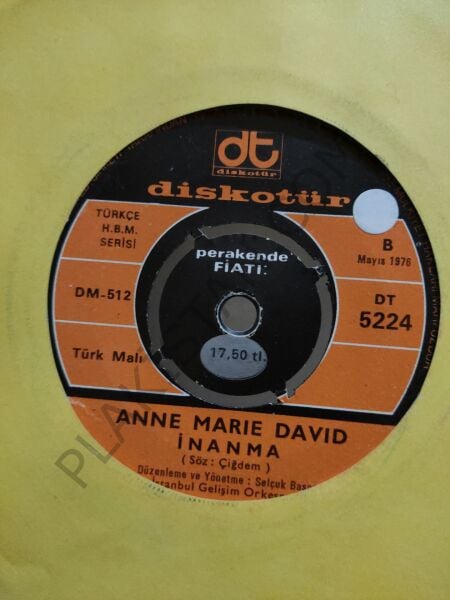 dt
diskotür
diskotür
TÜRKÇE
H.B.M.
SERİSİ
B
Mayıs 1976
perakende
FİATI:
DM-512
DT
5224
Türk Malı
17,50 tl.
ANNE MARIE DAVID
İNANMA
( Söz : Çiğdem )
Düzenleme ve Yönetme : Selçuk
İstanbul Gelişim